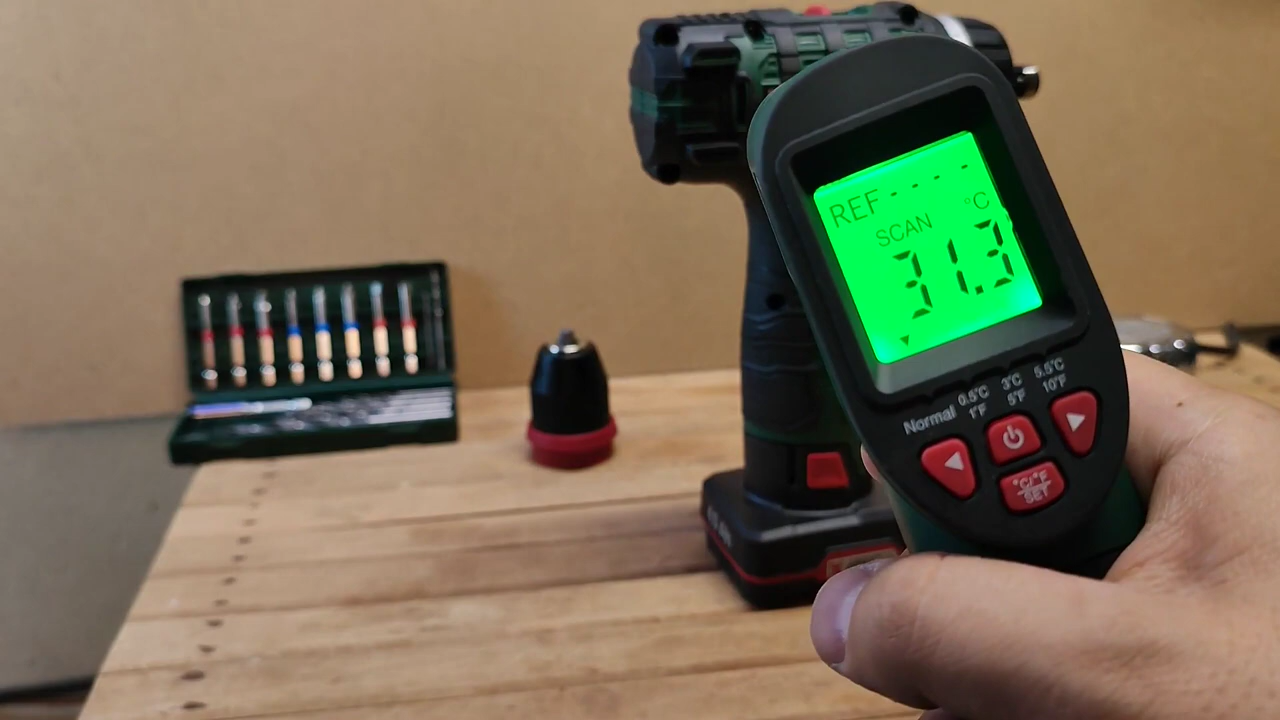 REF - - - -
°C
SCAN
31.3
Normal 0.5°C 3°C 5.5°C
1°F 5°F 10°F
°C/°F
SET